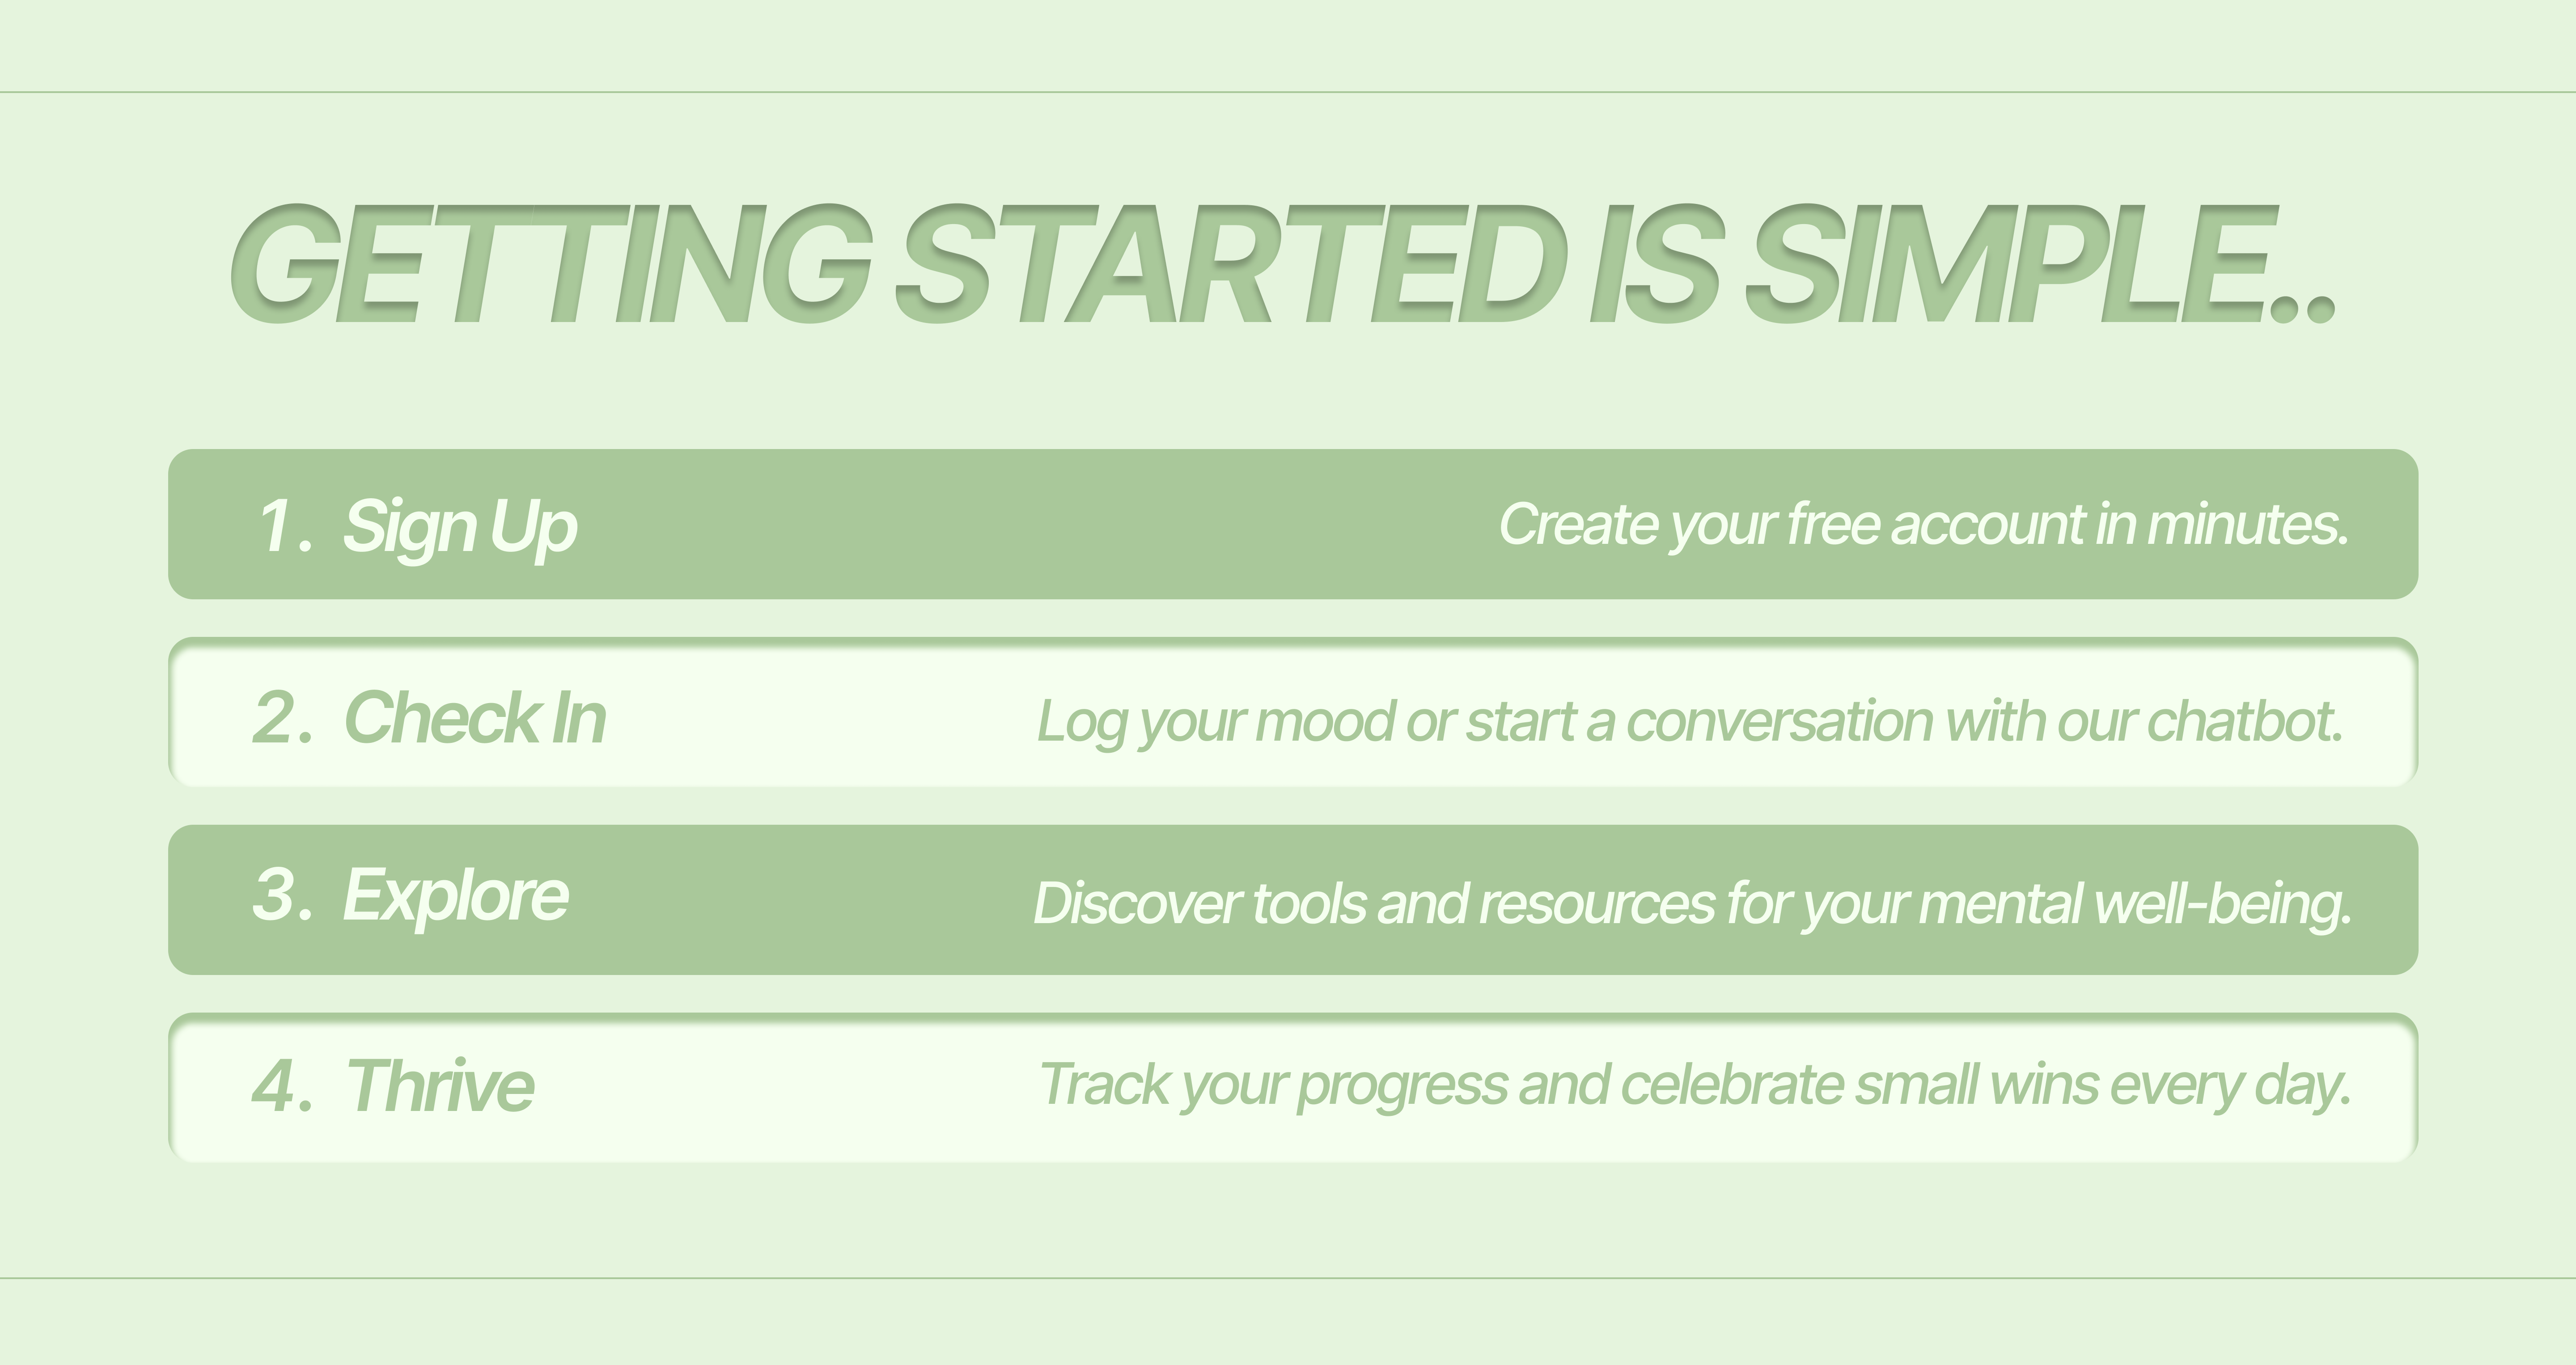 GETTING STARTED IS SIMPLE..
1. Sign Up Create your free account in minutes.
2. Check In Log your mood or start a conversation with our chatbot.
3. Explore Discover tools and resources for your mental well-being.
4. Thrive Track your progress and celebrate small wins every day.